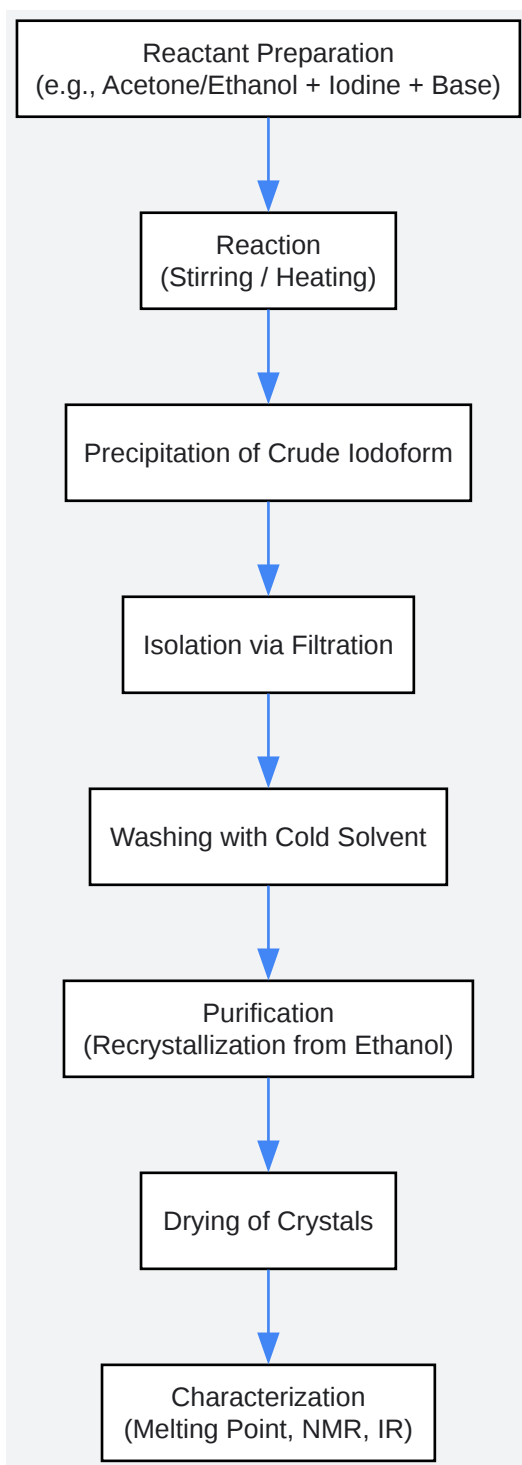 Reactant Preparation
(e.g., Acetone/Ethanol + Iodine + Base)
Reaction
(Stirring / Heating)
Precipitation of Crude Iodoform
Isolation via Filtration
Washing with Cold Solvent
Purification
(Recrystallization from Ethanol)
Drying of Crystals
Characterization
(Melting Point, NMR, IR)